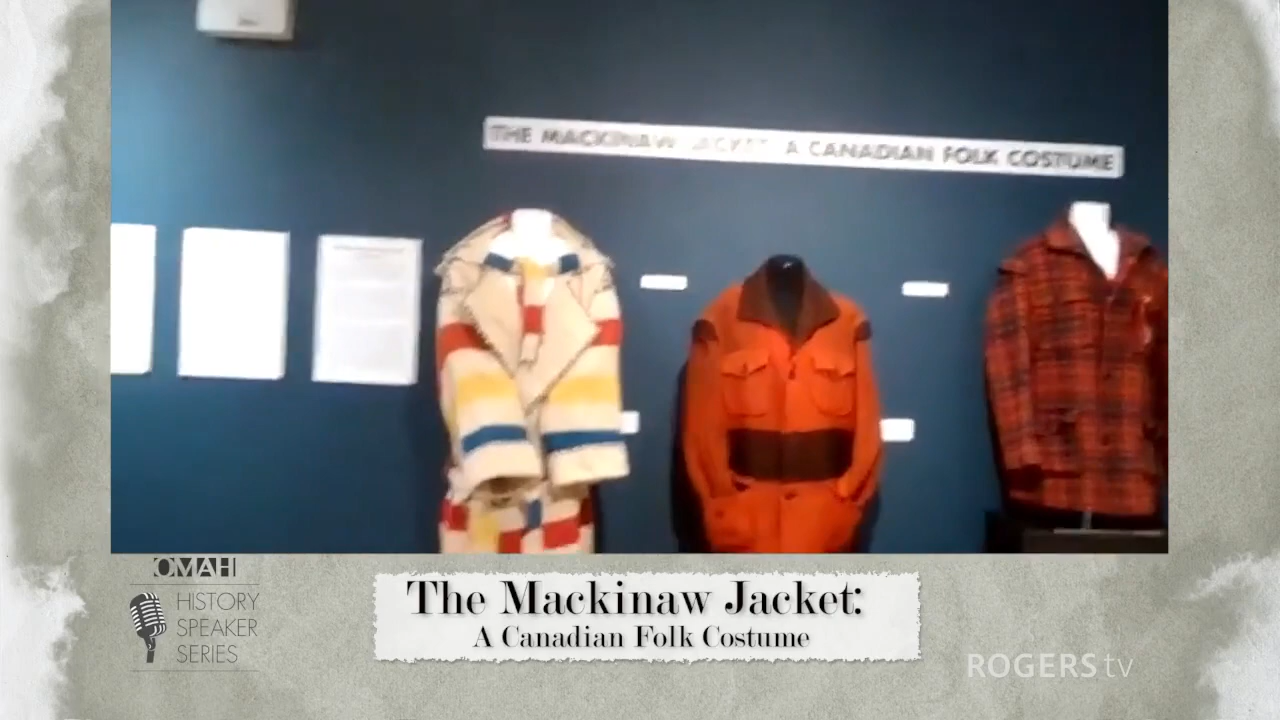 THE MACKINAW JACKET: A CANADIAN FOLK COSTUME
OMAH
HISTORY
SPEAKER
SERIES
The Mackinaw Jacket:
A Canadian Folk Costume
ROGERS tv